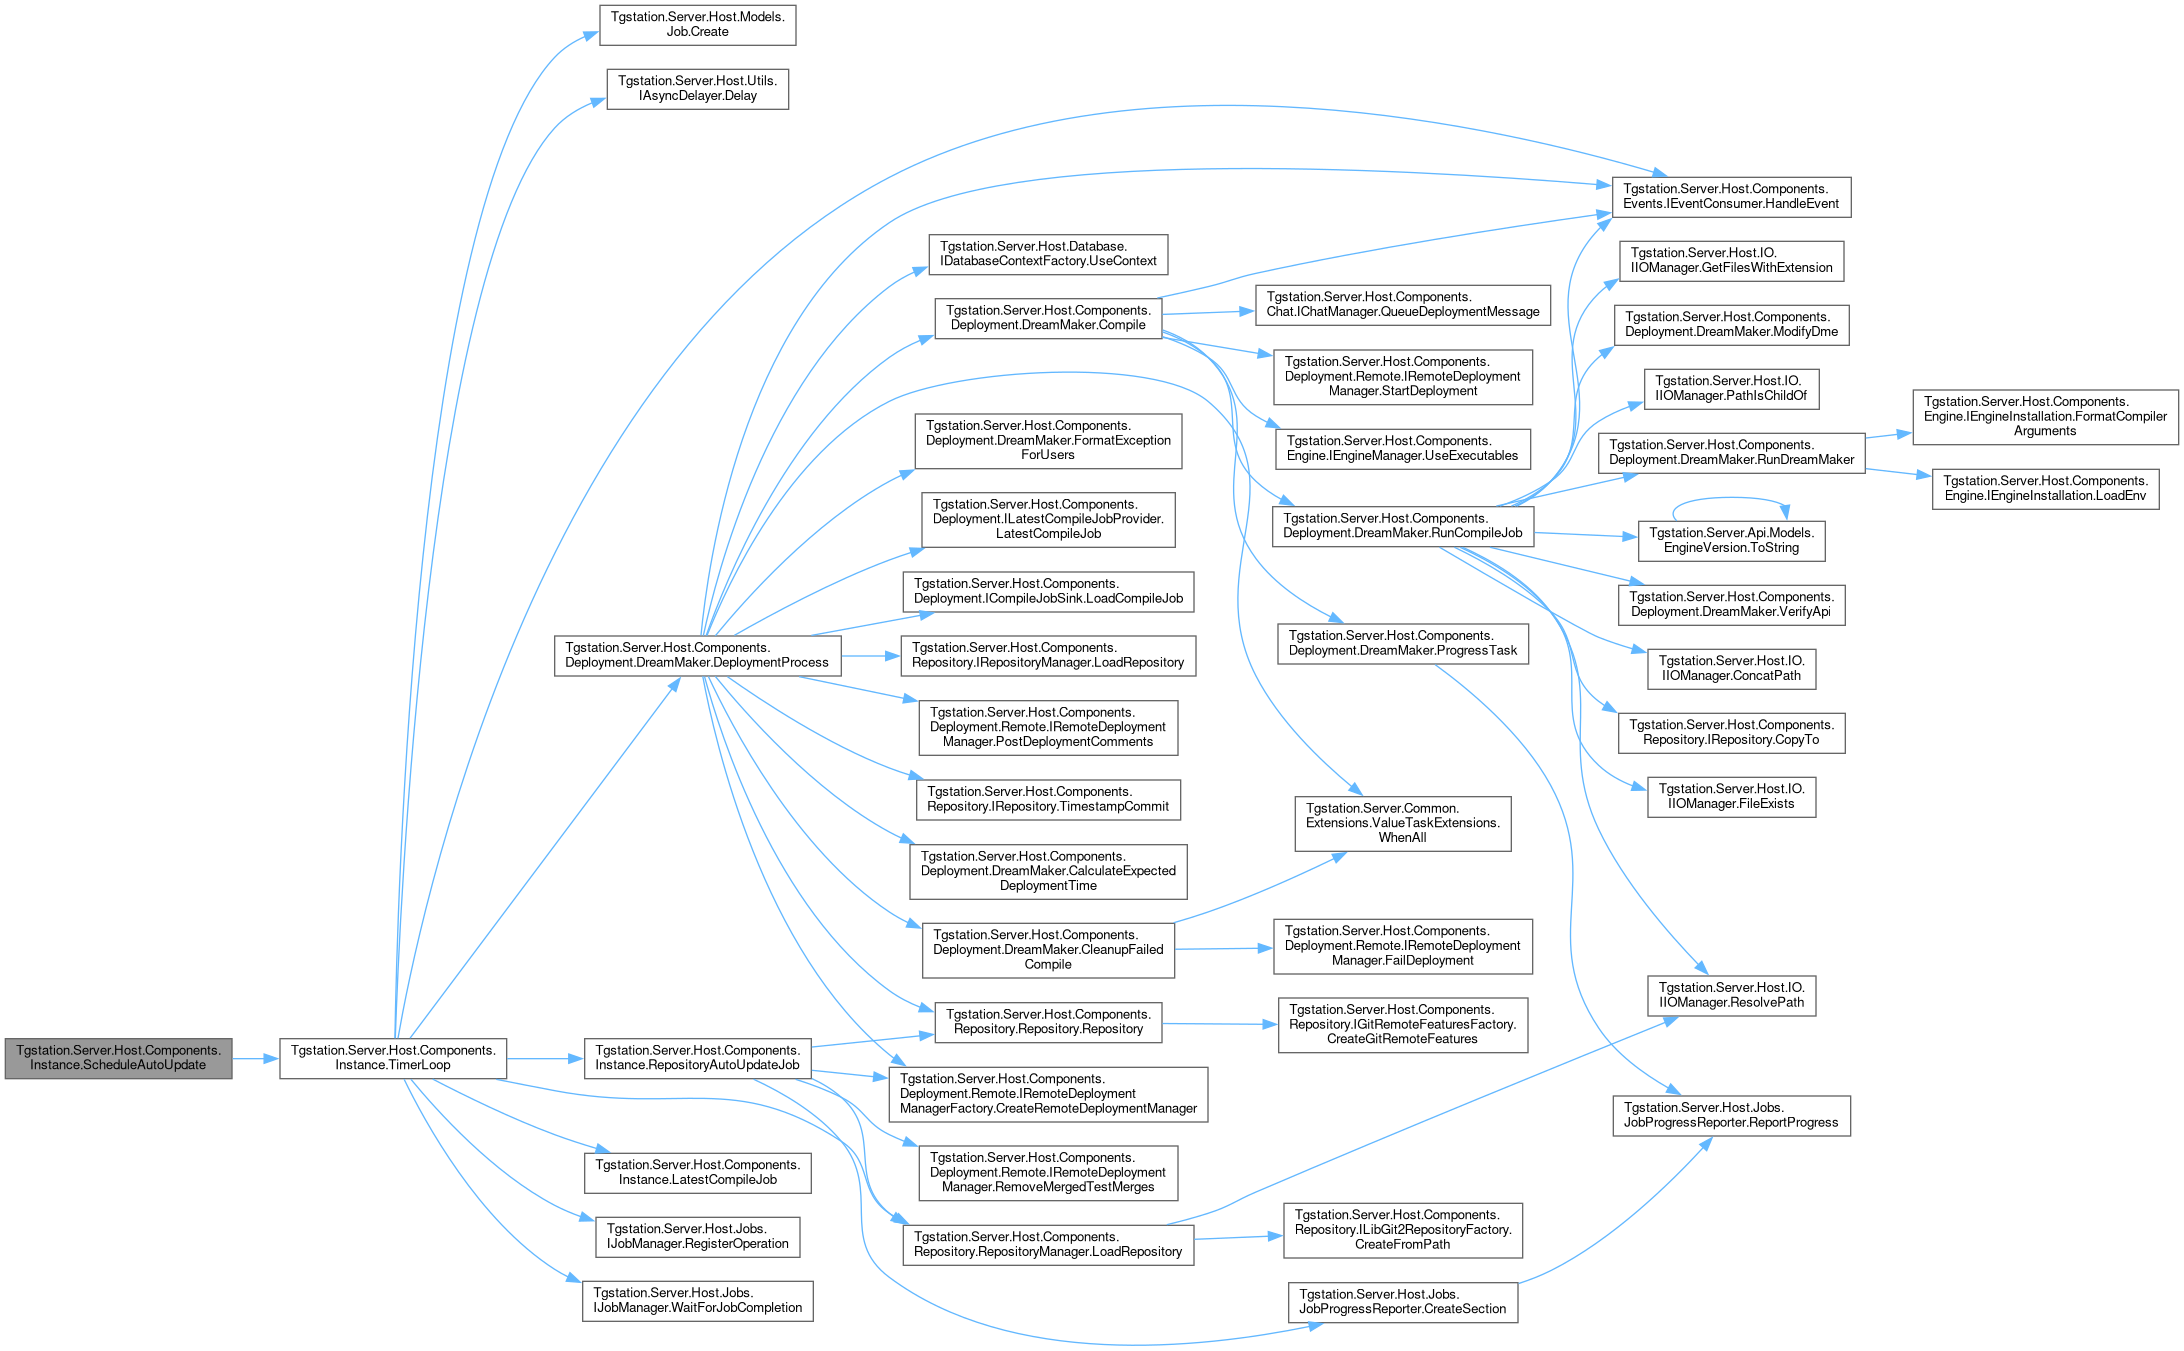 Tgstation.Server.Host.Components.
Instance.ScheduleAutoUpdate
Tgstation.Server.Host.Components.
Instance.TimerLoop
Tgstation.Server.Host.Models.
Job.Create
Tgstation.Server.Host.Utils.
IAsyncDelayer.Delay
Tgstation.Server.Host.Components.
Deployment.DreamMaker.DeploymentProcess
Tgstation.Server.Host.Components.
Instance.RepositoryAutoUpdateJob
Tgstation.Server.Host.Components.
Instance.LatestCompileJob
Tgstation.Server.Host.Jobs.
IJobManager.RegisterOperation
Tgstation.Server.Host.Jobs.
IJobManager.WaitForJobCompletion
Tgstation.Server.Host.Database.
IDatabaseContextFactory.UseContext
Tgstation.Server.Host.Components.
Deployment.DreamMaker.Compile
Tgstation.Server.Host.Components.
Deployment.DreamMaker.FormatException
ForUsers
Tgstation.Server.Host.Components.
Deployment.ILatestCompileJobProvider.
LatestCompileJob
Tgstation.Server.Host.Components.
Deployment.ICompileJobSink.LoadCompileJob
Tgstation.Server.Host.Components.
Repository.IRepositoryManager.LoadRepository
Tgstation.Server.Host.Components.
Deployment.Remote.IRemoteDeployment
Manager.PostDeploymentComments
Tgstation.Server.Host.Components.
Repository.IRepository.TimestampCommit
Tgstation.Server.Host.Components.
Deployment.DreamMaker.CalculateExpected
DeploymentTime
Tgstation.Server.Host.Components.
Deployment.DreamMaker.CleanupFailed
Compile
Tgstation.Server.Host.Components.
Repository.Repository.Repository
Tgstation.Server.Host.Components.
Deployment.Remote.IRemoteDeployment
ManagerFactory.CreateRemoteDeploymentManager
Tgstation.Server.Host.Components.
Deployment.Remote.IRemoteDeployment
Manager.RemoveMergedTestMerges
Tgstation.Server.Host.Components.
Repository.RepositoryManager.LoadRepository
Tgstation.Server.Host.Components.
Chat.IChatManager.QueueDeploymentMessage
Tgstation.Server.Host.Components.
Deployment.Remote.IRemoteDeployment
Manager.StartDeployment
Tgstation.Server.Host.Components.
Engine.IEngineManager.UseExecutables
Tgstation.Server.Host.Components.
Deployment.DreamMaker.RunCompileJob
Tgstation.Server.Host.Components.
Deployment.DreamMaker.ProgressTask
Tgstation.Server.Common.
Extensions.ValueTaskExtensions.
WhenAll
Tgstation.Server.Host.Components.
Deployment.Remote.IRemoteDeployment
Manager.FailDeployment
Tgstation.Server.Host.Components.
Repository.IGitRemoteFeaturesFactory.
CreateGitRemoteFeatures
Tgstation.Server.Host.Components.
Repository.ILibGit2RepositoryFactory.
CreateFromPath
Tgstation.Server.Host.Jobs.
JobProgressReporter.CreateSection
Tgstation.Server.Host.Components.
Events.IEventConsumer.HandleEvent
Tgstation.Server.Host.IO.
IIOManager.GetFilesWithExtension
Tgstation.Server.Host.Components.
Deployment.DreamMaker.ModifyDme
Tgstation.Server.Host.IO.
IIOManager.PathIsChildOf
Tgstation.Server.Host.Components.
Deployment.DreamMaker.RunDreamMaker
Tgstation.Server.Api.Models.
EngineVersion.ToString
Tgstation.Server.Host.Components.
Deployment.DreamMaker.VerifyApi
Tgstation.Server.Host.IO.
IIOManager.ConcatPath
Tgstation.Server.Host.Components.
Repository.IRepository.CopyTo
Tgstation.Server.Host.IO.
IIOManager.FileExists
Tgstation.Server.Host.IO.
IIOManager.ResolvePath
Tgstation.Server.Host.Jobs.
JobProgressReporter.ReportProgress
Tgstation.Server.Host.Components.
Engine.IEngineInstallation.FormatCompiler
Arguments
Tgstation.Server.Host.Components.
Engine.IEngineInstallation.LoadEnv